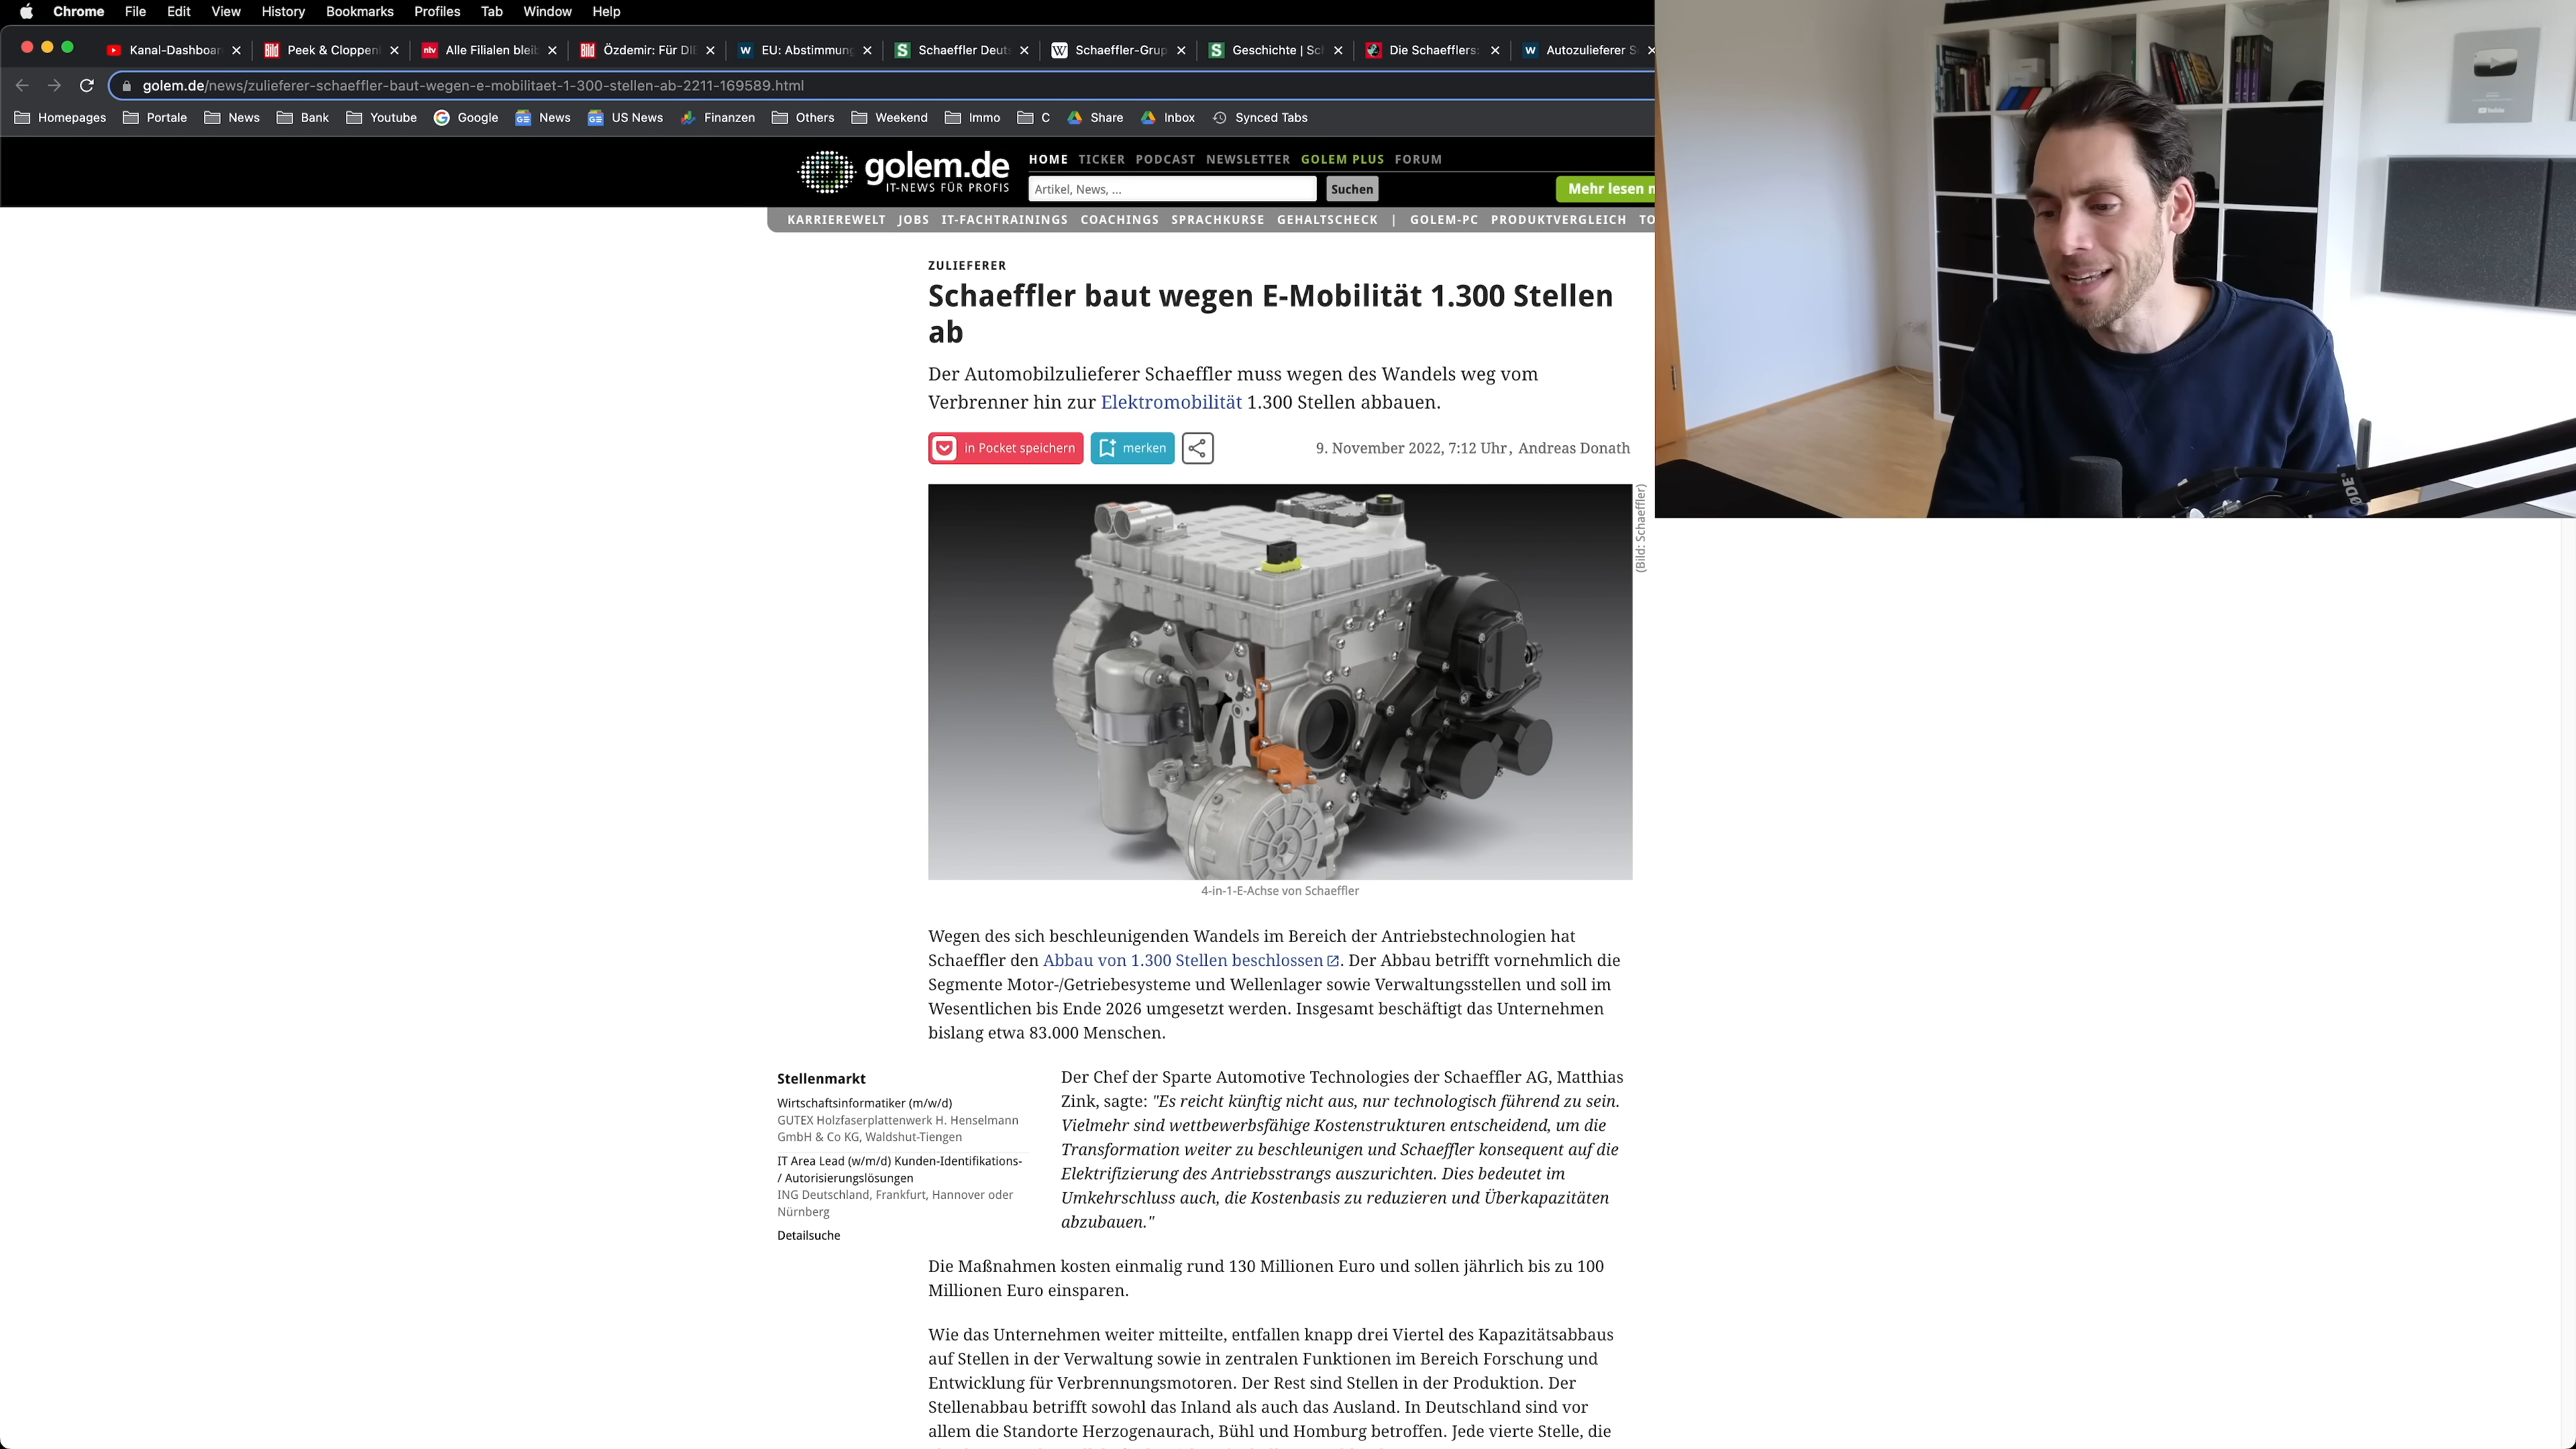 Chrome File Edit View History Bookmarks Profiles Tab Window Help
Kanal-Dashboar Peek & Cloppen Alle Filialen bleib Özdemir: Für DI EU: Abstimmung Schaeffler Deut Schaeffler-Grup Geschichte | Sc Die Schaefflers: Autozulieferer S
golem.de/news/zulieferer-schaeffler-baut-wegen-e-mobilitaet-1-300-stellen-ab-2211-169589.html
Homepages Portale News Bank Youtube Google News US News Finanzen Others Weekend Immo C Share Inbox Synced Tabs
golem.de
IT-NEWS FÜR PROFIS
HOME TICKER PODCAST NEWSLETTER GOLEM PLUS FORUM
Artikel, News, ... Suchen Mehr lesen
KARRIEREWELT JOBS IT-FACHTRAININGS COACHINGS SPRACHKURSE GEHALTSCHECK | GOLEM-PC PRODUKTVERGLEICH TO
ZULIEFERER
Schaeffler baut wegen E-Mobilität 1.300 Stellen
ab
Der Automobilzulieferer Schaeffler muss wegen des Wandels weg vom
Verbrenner hin zur Elektromobilität 1.300 Stellen abbauen.
in Pocket speichern merken 9. November 2022, 7:12 Uhr, Andreas Donath
(Bild: Schaeffler)
4-in-1-E-Achse von Schaeffler
Wegen des sich beschleunigenden Wandels im Bereich der Antriebstechnologien hat
Schaeffler den Abbau von 1.300 Stellen beschlossen. Der Abbau betrifft vornehmlich die
Segmente Motor-/Getriebesysteme und Wellenlager sowie Verwaltungsstellen und soll im
Wesentlichen bis Ende 2026 umgesetzt werden. Insgesamt beschäftigt das Unternehmen
bislang etwa 83.000 Menschen.
Stellenmarkt
Wirtschaftsinformatiker (m/w/d)
GUTEX Holzfaserplattenwerk H. Henselmann
GmbH & Co KG, Waldshut-Tiengen
IT Area Lead (w/m/d) Kunden-Identifikations-
/ Autorisierungslösungen
ING Deutschland, Frankfurt, Hannover oder
Nürnberg
Detailsuche
Der Chef der Sparte Automotive Technologies der Schaeffler AG, Matthias
Zink, sagte: "Es reicht künftig nicht aus, nur technologisch führend zu sein.
Vielmehr sind wettbewerbsfähige Kostenstrukturen entscheidend, um die
Transformation weiter zu beschleunigen und Schaeffler konsequent auf die
Elektrifizierung des Antriebsstrangs auszurichten. Dies bedeutet im
Umkehrschluss auch, die Kostenbasis zu reduzieren und Überkapazitäten
abzubauen."
Die Maßnahmen kosten einmalig rund 130 Millionen Euro und sollen jährlich bis zu 100
Millionen Euro einsparen.
Wie das Unternehmen weiter mitteilte, entfallen knapp drei Viertel des Kapazitätsabbaus
auf Stellen in der Verwaltung sowie in zentralen Funktionen im Bereich Forschung und
Entwicklung für Verbrennungsmotoren. Der Rest sind Stellen in der Produktion. Der
Stellenabbau betrifft sowohl das Inland als auch das Ausland. In Deutschland sind vor
allem die Standorte Herzogenaurach, Bühl und Homburg betroffen. Jede vierte Stelle, die